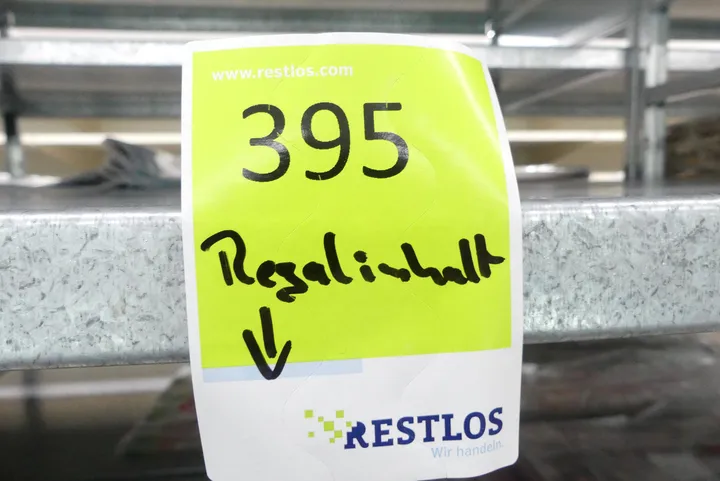 www.restlos.com
395
Regalinhalt
RESTLOS
Wir handeln.